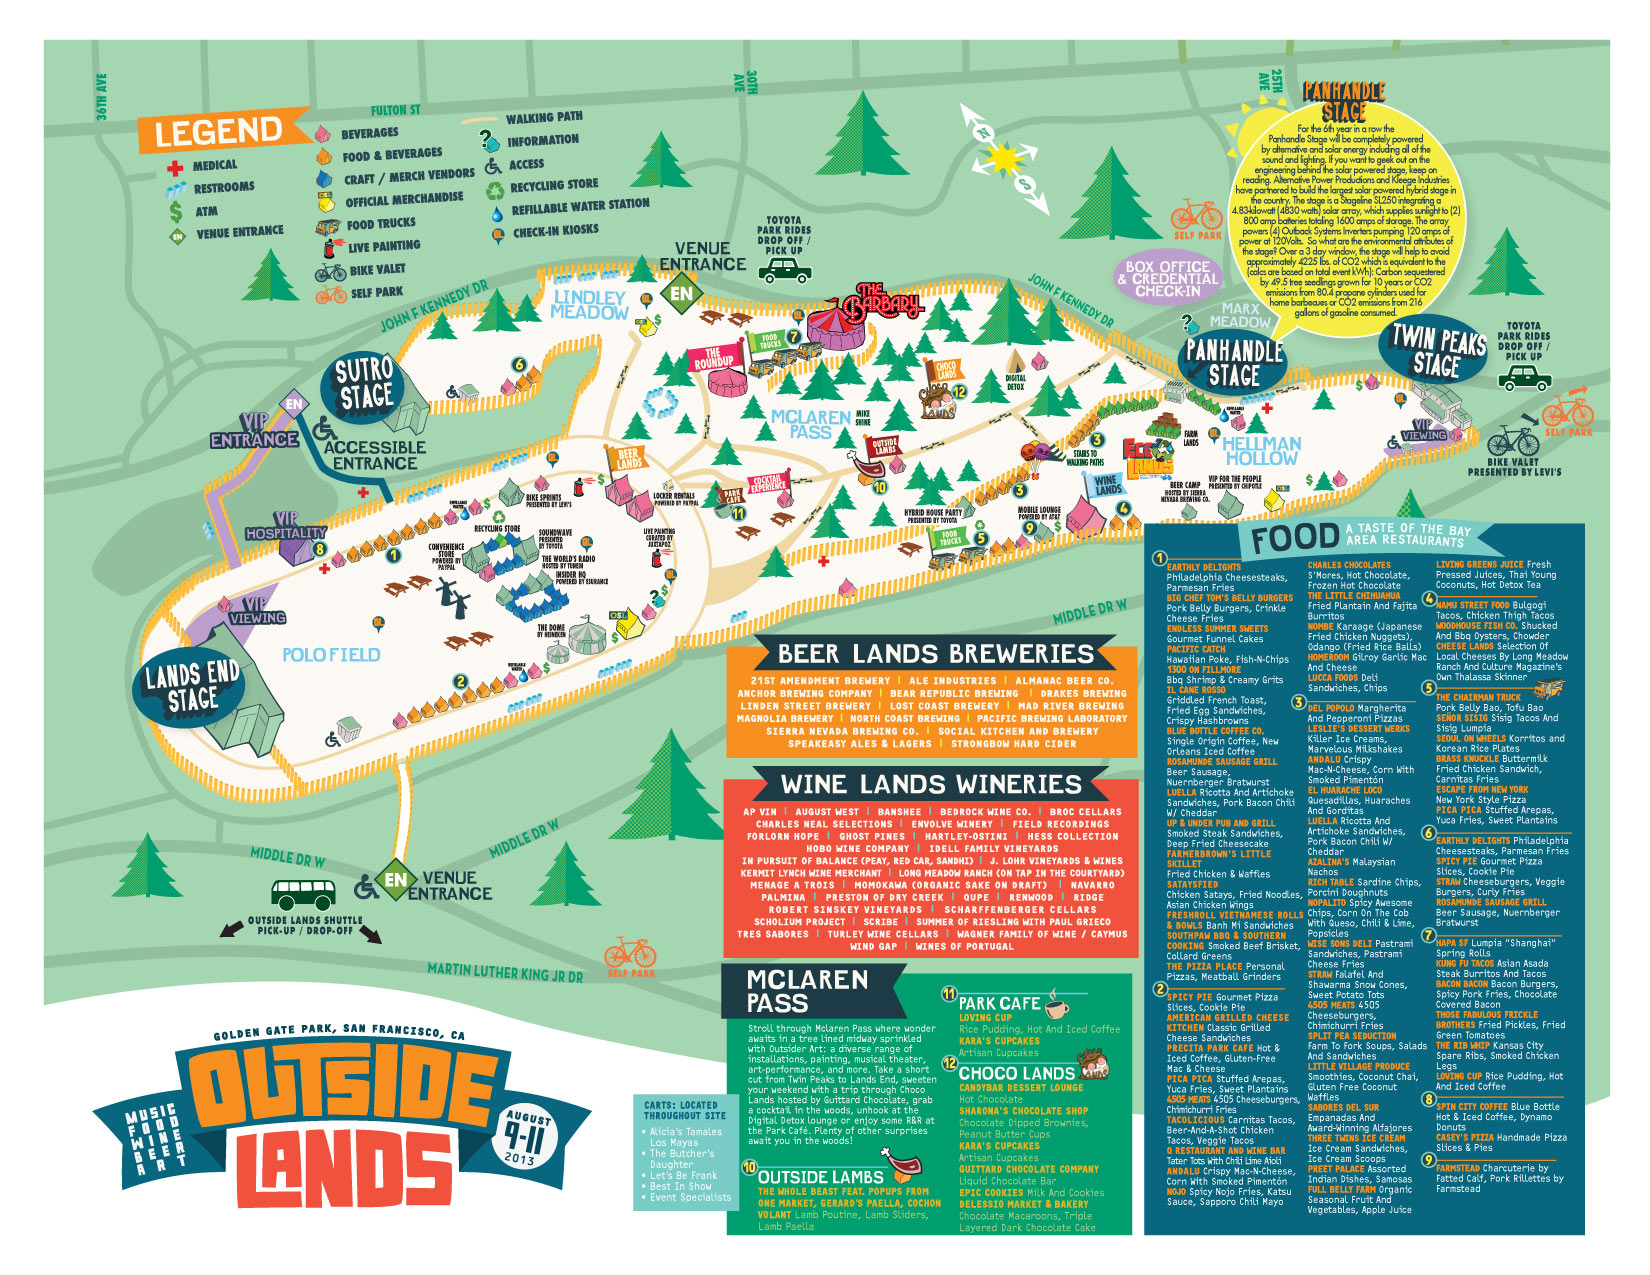 36TH AVE
30TH AVE
25TH AVE
LEGEND
MEDICAL
RESTROOMS
ATM
VENUE ENTRANCE
EN
FULTON ST
BEVERAGES
FOOD & BEVERAGES
CRAFT / MERCH VENDORS
OFFICIAL MERCHANDISE
FOOD TRUCKS
LIVE PAINTING
BIKE VALET
SELF PARK
WALKING PATH
INFORMATION
ACCESS
RECYCLING STORE
REFILLABLE WATER STATION
CHECK-IN KIOSKS
N
S
PANHANDLE
STAGE
For the 6th year in a row the
Panhandle Stage will be completely powered
by alternative and solar energy including all of the
sound and lighting. If you want to geek out on the
engineering behind the solar powered stage, keep on
reading. Alternative Power Productions and Kleege Industries
have partnered to build the largest solar powered hybrid stage in
the country. The stage is a Stageline SL250 integrating a
4.83-kilowatt (4830 watts) solar array, which supplies sunlight to (2)
800 amp batteries totaling 1600 amps of storage. The array
powers (4) Outback Systems Inverters pumping 120 amps of
power at 120Volts. So what are the environmental attributes of
the stage? Over a 3 day window, the stage will help to avoid
approximately 4225 lbs. of CO2 which is equivalent to the
(calcs are based on total event kWh): Carbon sequestered
by 49.5 tree seedlings grown for 10 years or CO2
emissions from 80.4 propane cylinders used for
home barbeques or CO2 emissions from 216
gallons of gasoline consumed.
SELF PARK
TOYOTA
PARK RIDES
DROP OFF /
PICK UP
VENUE
ENTRANCE
EN
BOX OFFICE
& CREDENTIAL
CHECK-IN
MARX
MEADOW
JOHN F KENNEDY DR
JOHN F KENNEDY DR
LINDLEY
MEADOW
THE
BARBARY
PANHANDLE
STAGE
TWIN PEAKS
STAGE
TOYOTA
PARK RIDES
DROP OFF /
PICK UP
SELF PARK
BIKE VALET
PRESENTED BY LEVI'S
VIP
VIEWING
SUTRO
STAGE
6
THE
ROUNDUP
FOOD
TRUCKS
7
CHOCO
LANDS
12
DIGITAL
DETOX
MCLAREN
PASS
MIKE
SHINE
OUTSIDE
LAMBS
10
3
STAIRS TO
WALKING PATHS
ECO
LANDS
FARM
LANDS
REFILLABLE
WATER
HELLMAN
HOLLOW
EN
VIP
ENTRANCE
ACCESSIBLE
ENTRANCE
BEER
LANDS
COCKTAIL
EXPERIENCE
PARK
CAFE
11
LOCKER RENTALS
POWERED BY PAYPAL
BIKE SPRINTS
PRESENTED BY LEVI'S
REFILLABLE
WATER
RECYCLING STORE
WINE
LANDS
4
BEER CAMP
HOSTED BY SIERRA
NEVADA BREWING CO.
VIP FOR THE PEOPLE
PRESENTED BY CHIPOTLE
3
HYBRID HOUSE PARTY
PRESENTED BY TOYOTA
MOBILE LOUNGE
POWERED BY AT&T
9
FOOD
TRUCKS
5
VIP
HOSPITALITY
8
1
CONVENIENCE
STORE
POWERED BY
PAYPAL
SOUNDWAVE
PRESENTED
BY TOYOTA
THE WORLD'S RADIO
HOSTED BY TUNEIN
INSIDER HQ
POWERED BY ESURANCE
LIVE PAINTING
CURATED BY
JUXTAPOZ
VIP
VIEWING
THE DOME
BY HEINEKEN
OSL
POLO FIELD
LANDS END
STAGE
2
REFILLABLE
WATER
MIDDLE DR W
MIDDLE DR W
MIDDLE DR W
EN
VENUE
ENTRANCE
OUTSIDE LANDS SHUTTLE
PICK-UP / DROP-OFF
SELF PARK
MARTIN LUTHER KING JR DR
BEER LANDS BREWERIES
21ST AMENDMENT BREWERY | ALE INDUSTRIES | ALMANAC BEER CO.
ANCHOR BREWING COMPANY | BEAR REPUBLIC BREWING | DRAKES BREWING
LINDEN STREET BREWERY | LOST COAST BREWERY | MAD RIVER BREWING
MAGNOLIA BREWERY | NORTH COAST BREWING | PACIFIC BREWING LABORATORY
SIERRA NEVADA BREWING CO. | SOCIAL KITCHEN AND BREWERY
SPEAKEASY ALES & LAGERS | STRONGBOW HARD CIDER
WINE LANDS WINERIES
AP VIN | AUGUST WEST | BANSHEE | BEDROCK WINE CO. | BROC CELLARS
CHARLES NEAL SELECTIONS | ENVOLVE WINERY | FIELD RECORDINGS
FORLORN HOPE | GHOST PINES | HARTLEY-OSTINI | HESS COLLECTION
HOBO WINE COMPANY | IDELL FAMILY VINEYARDS
IN PURSUIT OF BALANCE (PEAY, RED CAR, SANDHI) | J. LOHR VINEYARDS & WINES
KERMIT LYNCH WINE MERCHANT | LONG MEADOW RANCH (ON TAP IN THE COURTYARD)
MENAGE A TROIS | MOMOKAWA (ORGANIC SAKE ON DRAFT) | NAVARRO
PALMINA | PRESTON OF DRY CREEK | QUPE | RENWOOD | RIDGE
ROBERT SINSKEY VINEYARDS | SCHARFFENBERGER CELLARS
SCHOLIUM PROJECT | SCRIBE | SUMMER OF RIESLING WITH PAUL GRIECO
TRES SABORES | TURLEY WINE CELLARS | WAGNER FAMILY OF WINE / CAYMUS
WIND GAP | WINES OF PORTUGAL
MCLAREN
PASS
Stroll through Mclaren Pass where wonder
awaits in a tree lined midway sprinkled
with Outsider Art: a diverse range of
installations, painting, musical theater,
art-performance, and more. Take a short
cut from Twin Peaks to Lands End, sweeten
your weekend with a trip through Choco
Lands hosted by Guittard Chocolate, grab
a cocktail in the woods, unhook at the
Digital Detox lounge or enjoy some R&R at
the Park Café. Plenty of other surprises
await you in the woods!
10
OUTSIDE LAMBS
THE WHOLE BEAST FEAT. POPUPS FROM
ONE MARKET, GERARD'S PAELLA, COCHON
VOLANT Lamb Poutine, Lamb Sliders,
Lamb Paella
11
PARK CAFE
LOVING CUP
Rice Pudding, Hot And Iced Coffee
KARA'S CUPCAKES
Artisan Cupcakes
12
CHOCO LANDS
CANDYBAR DESSERT LOUNGE
Hot Chocolate
SHARONA'S CHOCOLATE SHOP
Chocolate Dipped Brownies,
Peanut Butter Cups
KARA'S CUPCAKES
Artisan Cupcakes
GUITTARD CHOCOLATE COMPANY
Liquid Chocolate Bar
EPIC COOKIES Milk And Cookies
DELESSIO MARKET & BAKERY
Chocolate Macaroons, Triple
Layered Dark Chocolate Cake
CARTS: LOCATED
THROUGHOUT SITE
• Alicia's Tamales
Los Mayas
• The Butcher's
Daughter
• Let's Be Frank
• Best In Show
• Event Specialists
GOLDEN GATE PARK, SAN FRANCISCO, CA
OUTSIDE
LANDS
MUSIC
FOOD
WINE
BEER
ART
AUGUST
9-11
2013
FOOD
A TASTE OF THE BAY
AREA RESTAURANTS
1
EARTHLY DELIGHTS
Philadelphia Cheesesteaks,
Parmesan Fries
BIG CHEF TOM'S BELLY BURGERS
Pork Belly Burgers, Crinkle
Cheese Fries
ENDLESS SUMMER SWEETS
Gourmet Funnel Cakes
PACIFIC CATCH
Hawaiian Poke, Fish-N-Chips
1300 ON FILLMORE
Bbq Shrimp & Creamy Grits
IL CANE ROSSO
Griddled French Toast,
Fried Egg Sandwiches,
Crispy Hashbrowns
BLUE BOTTLE COFFEE CO.
Single Origin Coffee, New
Orleans Iced Coffee
ROSAMUNDE SAUSAGE GRILL
Beer Sausage,
Nuernberger Bratwurst
LUELLA Ricotta And Artichoke
Sandwiches, Pork Bacon Chili
W/ Cheddar
UP & UNDER PUB AND GRILL
Smoked Steak Sandwiches,
Deep Fried Cheesecake
FARMERBROWN'S LITTLE
SKILLET
Fried Chicken & Waffles
SATAYSFIED
Chicken Satays, Fried Noodles,
Asian Chicken Wings
FRESHROLL VIETNAMESE ROLLS
& BOWLS Banh Mi Sandwiches
SOUTHPAW BBQ & SOUTHERN
COOKING Smoked Beef Brisket,
Collard Greens
THE PIZZA PLACE Personal
Pizzas, Meatball Grinders
2
SPICY PIE Gourmet Pizza
Slices, Cookie Pie
AMERICAN GRILLED CHEESE
KITCHEN Classic Grilled
Cheese Sandwiches
PRECITA PARK CAFE Hot &
Iced Coffee, Gluten-Free
Mac & Cheese
PICA PICA Stuffed Arepas,
Yuca Fries, Sweet Plantains
4505 MEATS 4505 Cheeseburgers,
Chimichurri Fries
TACOLICIOUS Carnitas Tacos,
Beer-And-A-Shot Chicken
Tacos, Veggie Tacos
Q RESTAURANT AND WINE BAR
Tater Tots With Chili Lime Aioli
ANDALU Crispy Mac-N-Cheese,
Corn With Smoked Pimentón
NOJO Spicy Nojo Fries, Katsu
Sauce, Sapporo Chili Mayo
CHARLES CHOCOLATES
S'Mores, Hot Chocolate,
Frozen Hot Chocolate
THE LITTLE CHIHUAHUA
Fried Plantain And Fajita
Burritos
NOMBE Karaage (Japanese
Fried Chicken Nuggets),
Odango (Fried Rice Balls)
HOMEROOM Gilroy Garlic Mac
And Cheese
LUCCA FOODS Deli
Sandwiches, Chips
3
DEL POPOLO Margherita
And Pepperoni Pizzas
LESLIE'S DESSERT WERKS
Killer Ice Creams,
Marvelous Milkshakes
ANDALU Crispy
Mac-N-Cheese, Corn With
Smoked Pimentón
EL HUARACHE LOCO
Quesadillas, Huaraches
And Gorditas
LUELLA Ricotta And
Artichoke Sandwiches,
Pork Bacon Chili W/
Cheddar
AZALINA'S Malaysian
Nachos
RICH TABLE Sardine Chips,
Porcini Doughnuts
NOPALITO Spicy Awesome
Chips, Corn On The Cob
With Queso, Chili & Lime,
Popsicles
WISE SONS DELI Pastrami
Sandwiches, Pastrami
Cheese Fries
STRAW Falafel And
Shawarma Snow Cones,
Sweet Potato Tots
4505 MEATS 4505
Cheeseburgers,
Chimichurri Fries
SPLIT PEA SEDUCTION
Farm To Fork Soups, Salads
And Sandwiches
LITTLE VILLAGE PRODUCE
Smoothies, Coconut Chai,
Gluten Free Coconut
Waffles
SABORES DEL SUR
Empanadas And
Award-Winning Alfajores
THREE TWINS ICE CREAM
Ice Cream Sandwiches,
Ice Cream Scoops
PREET PALACE Assorted
Indian Dishes, Samosas
FULL BELLY FARM Organic
Seasonal Fruit And
Vegetables, Apple Juice
LIVING GREENS JUICE Fresh
Pressed Juices, Thai Young
Coconuts, Hot Detox Tea
4
NAMU STREET FOOD Bulgogi
Tacos, Chicken Thigh Tacos
WOODHOUSE FISH CO. Shucked
And Bbq Oysters, Chowder
CHEESE LANDS Selection Of
Local Cheeses By Long Meadow
Ranch And Culture Magazine's
Own Thalassa Skinner
5
THE CHAIRMAN TRUCK
Pork Belly Bao, Tofu Bao
SEÑOR SISIG Sisig Tacos And
Sisig Lumpia
SEOUL ON WHEELS Korritos and
Korean Rice Plates
BRASS KNUCKLE Buttermilk
Fried Chicken Sandwich,
Carnitas Fries
ESCAPE FROM NEW YORK
New York Style Pizza
PICA PICA Stuffed Arepas,
Yuca Fries, Sweet Plantains
6
EARTHLY DELIGHTS Philadelphia
Cheesesteaks, Parmesan Fries
SPICY PIE Gourmet Pizza
Slices, Cookie Pie
STRAW Cheeseburgers, Veggie
Burgers, Curly Fries
ROSAMUNDE SAUSAGE GRILL
Beer Sausage, Nuernberger
Bratwurst
7
HAPA SF Lumpia "Shanghai"
Spring Rolls
KUNG FU TACOS Asian Asada
Steak Burritos And Tacos
BACON BACON Bacon Burgers,
Spicy Pork Fries, Chocolate
Covered Bacon
THOSE FABULOUS FRICKLE
BROTHERS Fried Pickles, Fried
Green Tomatoes
THE RIB WHIP Kansas City
Spare Ribs, Smoked Chicken
Legs
LOVING CUP Rice Pudding, Hot
And Iced Coffee
8
SPIN CITY COFFEE Blue Bottle
Hot & Iced Coffee, Dynamo
Donuts
CASEY'S PIZZA Handmade Pizza
Slices & Pies
9
FARMSTEAD Charcuterie by
Fatted Calf, Pork Rillettes by
Farmstead